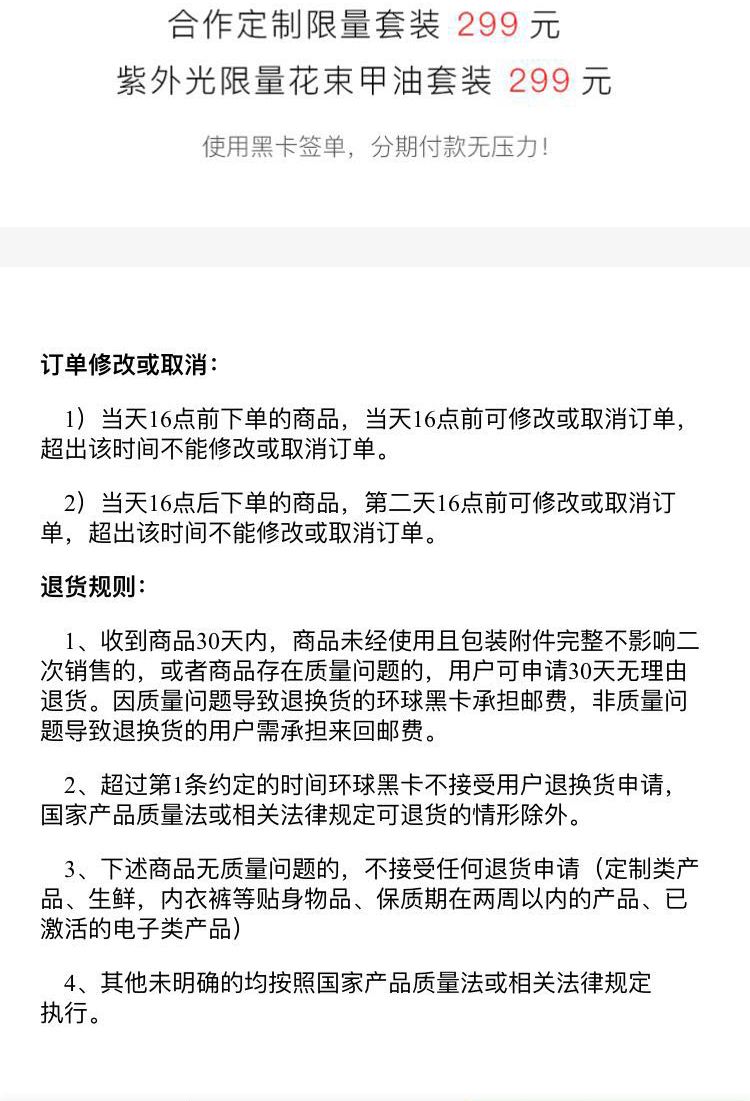 合作定制限量套装 299 元
紫外光限量花束甲油套装 299 元
使用黑卡签单，分期付款无压力！
订单修改或取消：
1）当天16点前下单的商品，当天16点前可修改或取消订单，
超出该时间不能修改或取消订单。
2）当天16点后下单的商品，第二天16点前可修改或取消订
单，超出该时间不能修改或取消订单。
退货规则：
1、收到商品30天内，商品未经使用且包装附件完整不影响二
次销售的，或者商品存在质量问题的，用户可申请30天无理由
退货。因质量问题导致退换货的环球黑卡承担邮费，非质量问
题导致退换货的用户需承担来回邮费。
2、超过第1条约定的时间环球黑卡不接受用户退换货申请，
国家产品质量法或相关法律规定可退货的情形除外。
3、下述商品无质量问题的，不接受任何退货申请（定制类产
品、生鲜，内衣裤等贴身物品、保质期在两周以内的产品、已
激活的电子类产品）
4、其他未明确的均按照国家产品质量法或相关法律规定
执行。